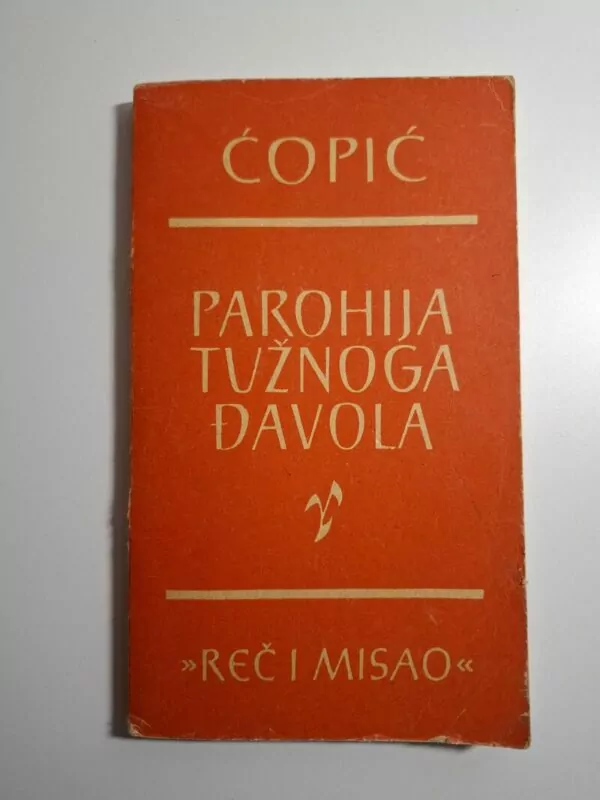 ĆOPIĆ
PAROHIJA
TUŽNOGA
ĐAVOLA
»REČ I MISAO«